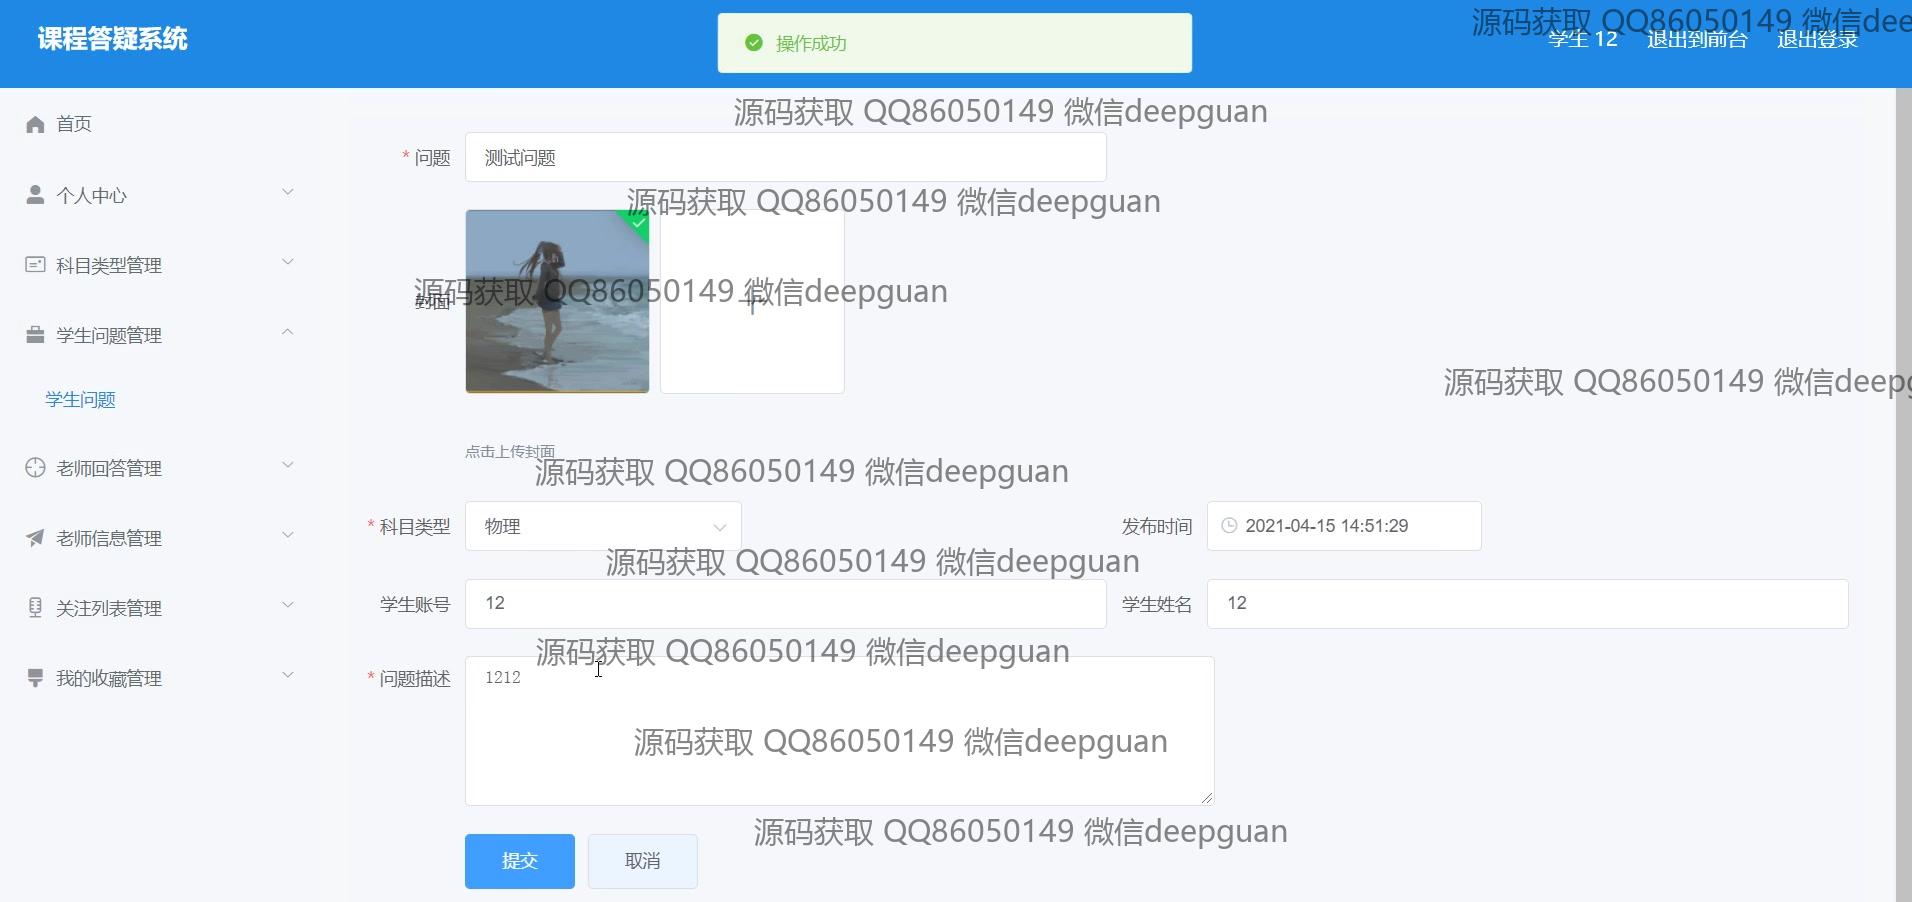 课程答疑系统
操作成功
源码获取 QQ86050149 微信dee
学生 12 退出到前台 退出登录
源码获取 QQ86050149 微信deepguan
首页
* 问题 测试问题
个人中心
源码获取 QQ86050149 微信deepguan
科目类型管理
源码获取 QQ86050149 微信deepguan
封面
学生问题管理
源码获取 QQ86050149 微信deepg
学生问题
点击上传封面
老师回答管理
源码获取 QQ86050149 微信deepguan
* 科目类型 物理 发布时间 2021-04-15 14:51:29
老师信息管理
源码获取 QQ86050149 微信deepguan
学生账号 12 学生姓名 12
关注列表管理
源码获取 QQ86050149 微信deepguan
* 问题描述 1212
我的收藏管理
源码获取 QQ86050149 微信deepguan
源码获取 QQ86050149 微信deepguan
提交 取消